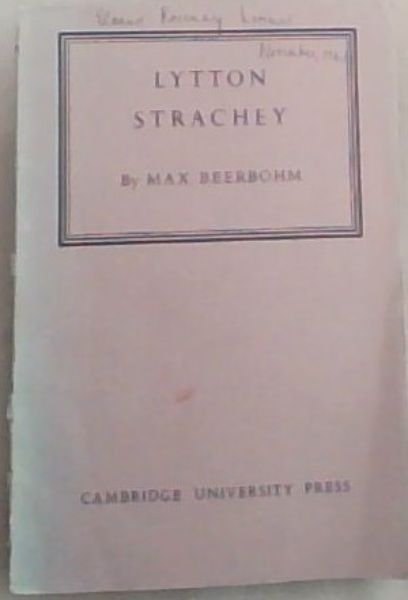 LYTTON
STRACHEY
By MAX BEERBOHM
CAMBRIDGE UNIVERSITY PRESS